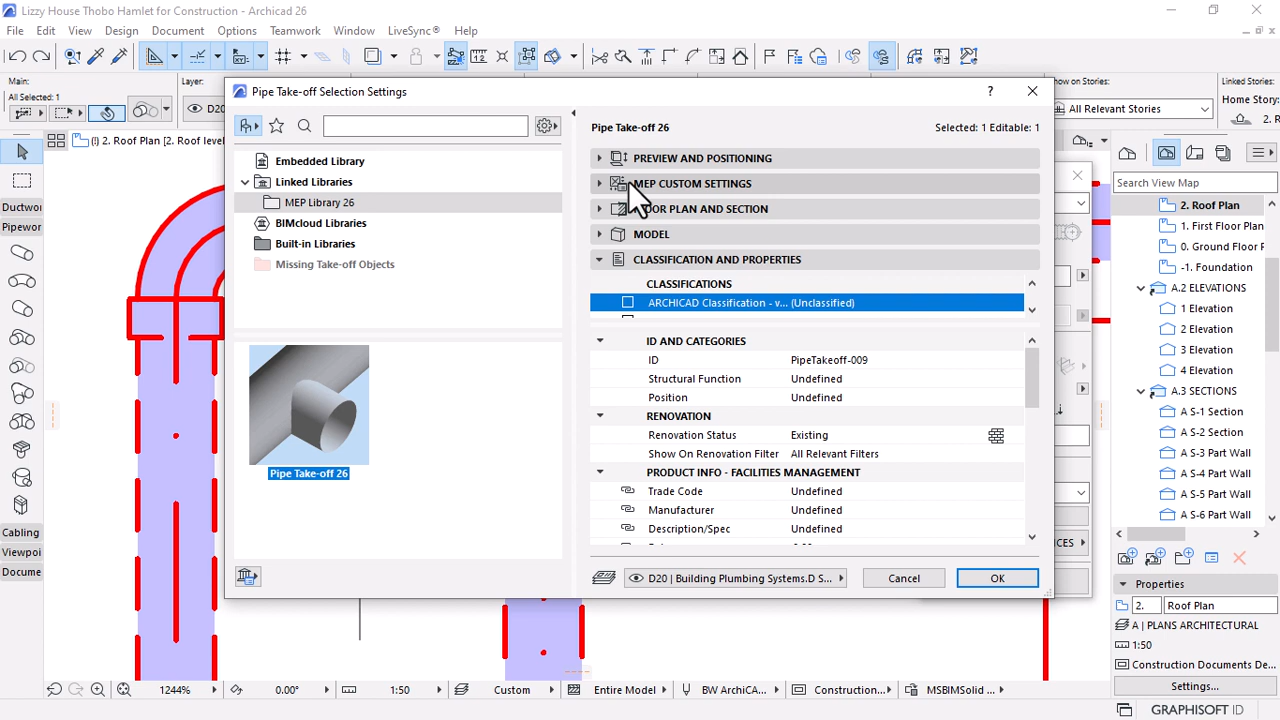 Lizzy House Thobo Hamlet for Construction - Archicad 26
File Edit View Design Document Options Teamwork Window LiveSync® Help
Main:
All Selected: 1
Layer:
D20
how on Stories:
All Relevant Stories
Linked Stories:
Home Story:
2. R
(!) 2. Roof Plan [2. Roof level
Pipe Take-off Selection Settings
Embedded Library
Linked Libraries
MEP Library 26
BIMcloud Libraries
Built-in Libraries
Missing Take-off Objects
Pipe Take-off 26
Pipe Take-off 26
Selected: 1 Editable: 1
PREVIEW AND POSITIONING
MEP CUSTOM SETTINGS
OOR PLAN AND SECTION
MODEL
CLASSIFICATION AND PROPERTIES
CLASSIFICATIONS
ARCHICAD Classification - v... (Unclassified)
ID AND CATEGORIES
ID PipeTakeoff-009
Structural Function Undefined
Position Undefined
RENOVATION
Renovation Status Existing
Show On Renovation Filter All Relevant Filters
PRODUCT INFO - FACILITIES MANAGEMENT
Trade Code Undefined
Manufacturer Undefined
Description/Spec Undefined
D20 | Building Plumbing Systems.D S...
Cancel
OK
Ductwor
Pipewor
Cabling
Viewpoi
Docume
Search View Map
2. Roof Plan
1. First Floor Plan
0. Ground Floor P
-1. Foundation
A.2 ELEVATIONS
1 Elevation
2 Elevation
3 Elevation
4 Elevation
A.3 SECTIONS
A S-1 Section
A S-2 Section
A S-3 Part Wall
A S-4 Part Wall
A S-5 Part Wall
A S-6 Part Wall
CES
Properties
2. Roof Plan
A | PLANS ARCHITECTURAL
1:50
Construction Documents De...
Settings...
1244% 0.00° 1:50 Custom Entire Model BW ArchiCA... Construction... MSBIMSolid ...
GRAPHISOFT ID